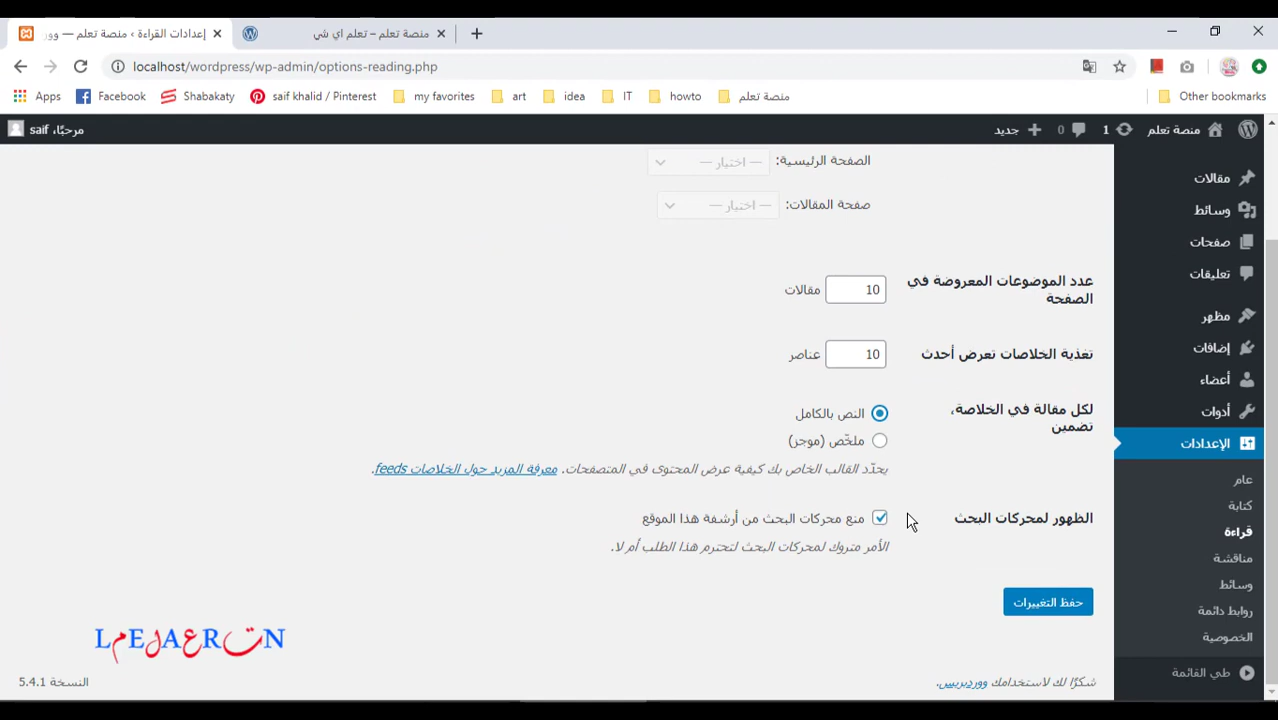 إعدادات القراءة ‹ منصة تعلم — وور
منصة تعلم – تعلم اي شي
localhost/wordpress/wp-admin/options-reading.php
Apps
Facebook
Shabakaty
saif khalid / Pinterest
my favorites
art
idea
IT
howto
منصة تعلم
Other bookmarks
منصة تعلم
1
0
جديد
مرحبًا، saif
مقالات
وسائط
صفحات
تعليقات
مظهر
إضافات
أعضاء
أدوات
الإعدادات
عام
كتابة
قراءة
مناقشة
وسائط
روابط دائمة
الخصوصية
طي القائمة
الصفحة الرئيسية: — اختيار —
صفحة المقالات: — اختيار —
عدد الموضوعات المعروضة في
الصفحة
10 مقالات
تغذية الخلاصات تعرض أحدث
10 عناصر
لكل مقالة في الخلاصة،
تضمين
النص بالكامل
ملخّص (موجز)
يحدّد القالب الخاص بك كيفية عرض المحتوى في المتصفحات. معرفة المزيد حول الخلاصات feeds.
الظهور لمحركات البحث
منع محركات البحث من أرشفة هذا الموقع
الأمر متروك لمحركات البحث لتحترم هذا الطلب أم لا.
حفظ التغييرات
شكرًا لك لاستخدامك ووردبريس.
النسخة 5.4.1